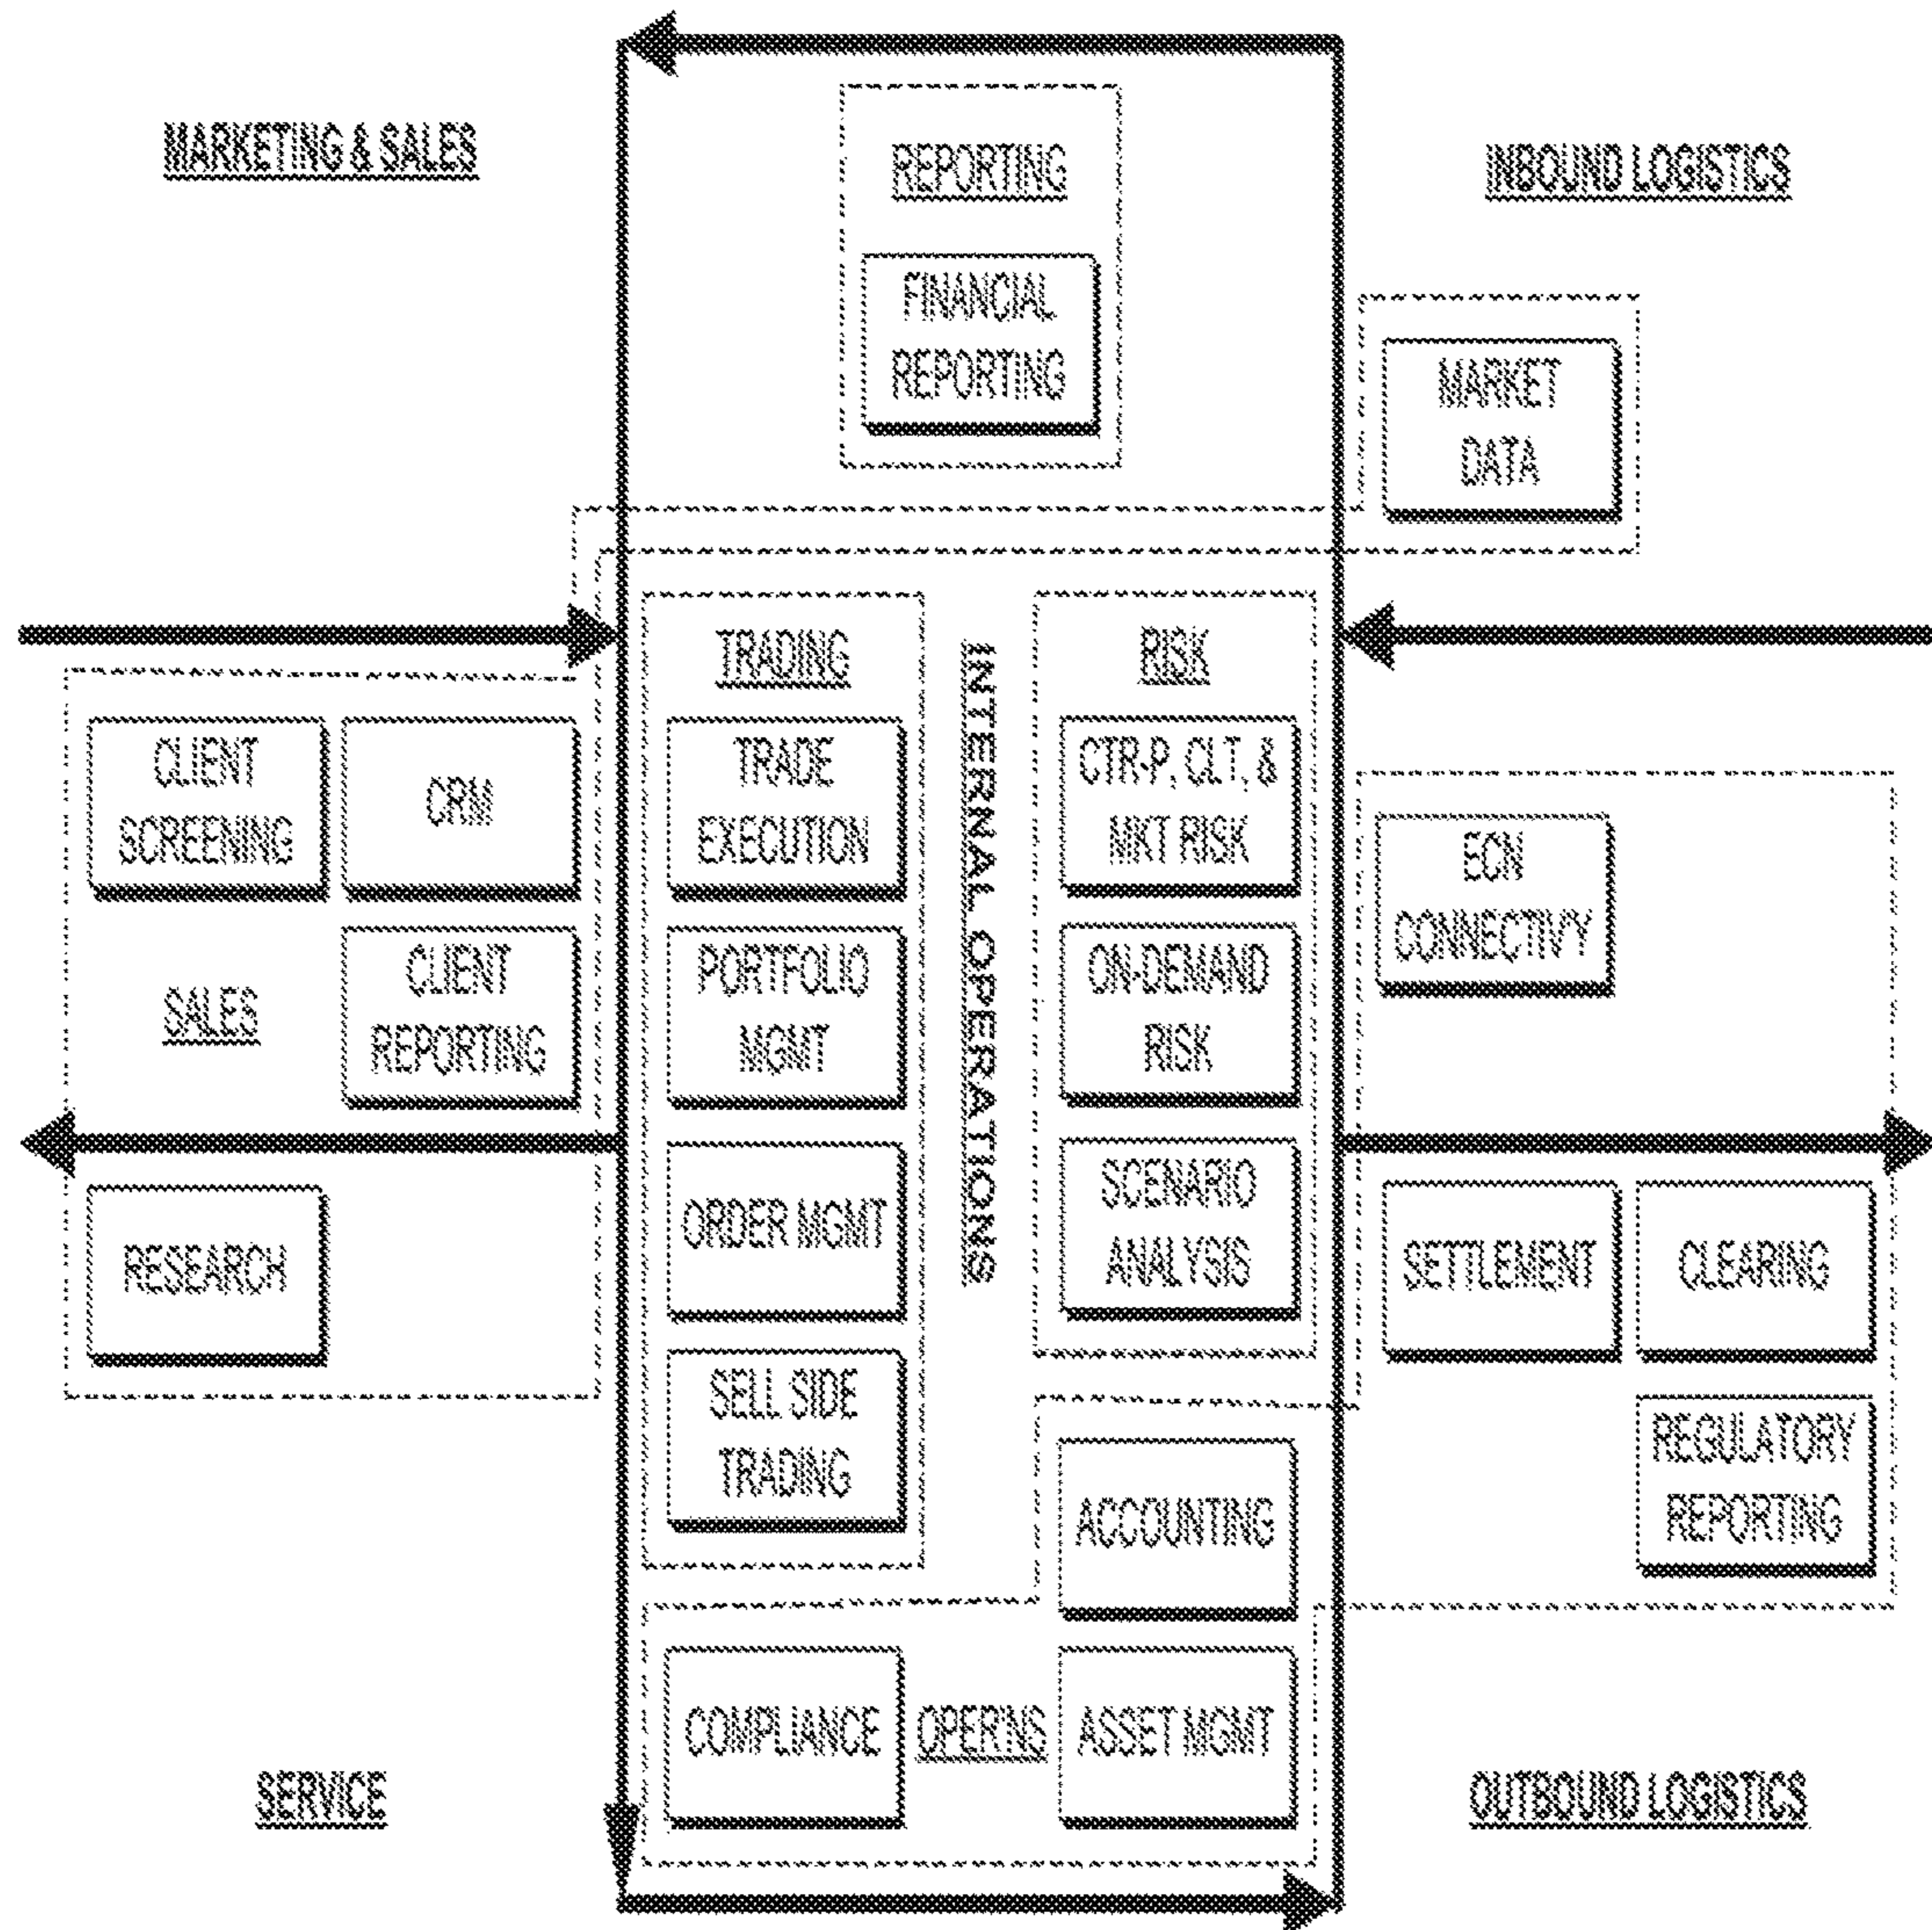 MARKETING & SALES
REPORTING
INBOUND LOGISTICS
FINANCIAL
REPORTING
MARKET
DATA
TRADING
RISK
INTERNAL OPERATIONS
CLIENT
SCREENING
CRM
TRADE
EXECUTION
CTR-P, CLT, &
MKT RISK
ECN
CONNECTIVY
SALES
CLIENT
REPORTING
PORTFOLIO
MGMT
ON-DEMAND
RISK
RESEARCH
ORDER MGMT
SCENARIO
ANALYSIS
SETTLEMENT
CLEARING
SELL SIDE
TRADING
ACCOUNTING
REGULATORY
REPORTING
COMPLIANCE
OPER'NS
ASSET MGMT
SERVICE
OUTBOUND LOGISTICS